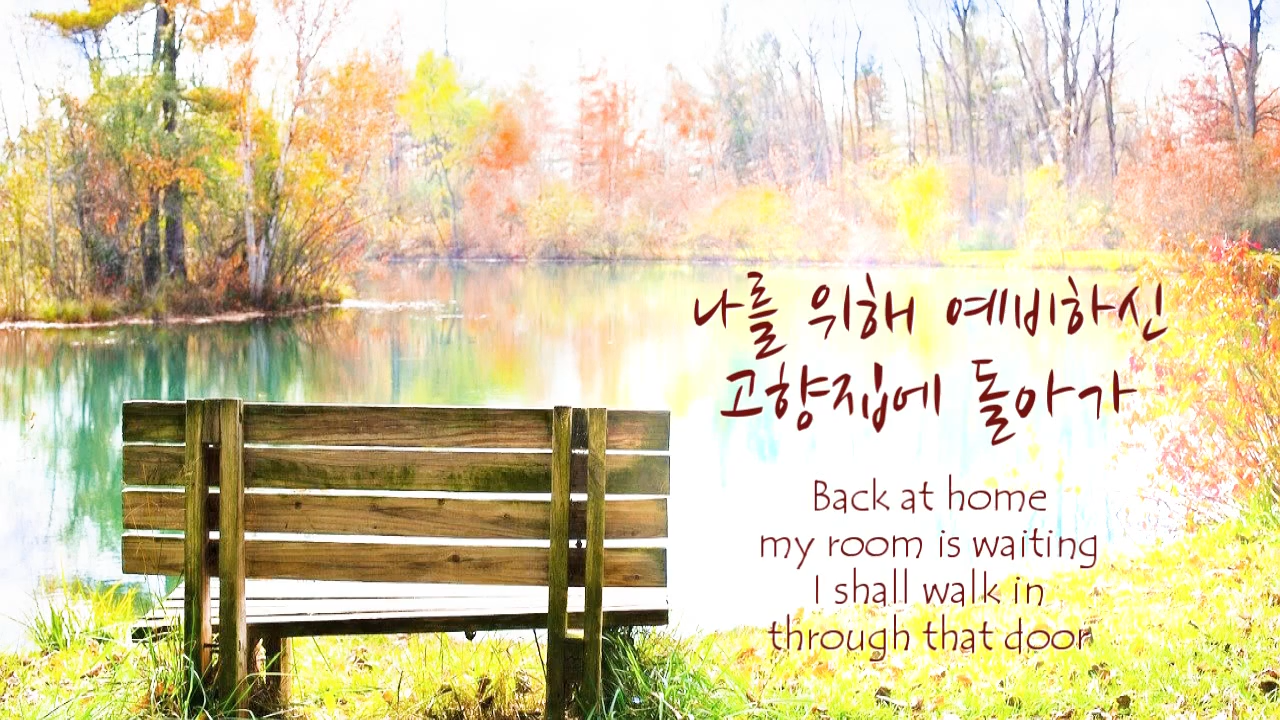 나를 위해 예비하신
고향집에 돌아가
Back at home
my room is waiting
I shall walk in
through that door